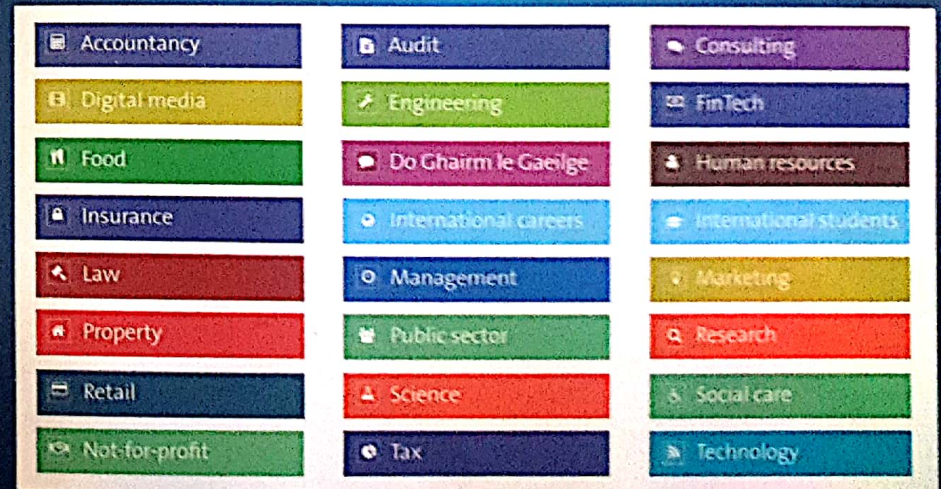 Accountancy
Audit
Consulting
Digital media
Engineering
FinTech
Food
Do Ghairm le Gaeilge
Human resources
Insurance
International careers
International students
Law
Management
Marketing
Property
Public sector
Research
Retail
Science
Social care
Not-for-profit
Tax
Technology